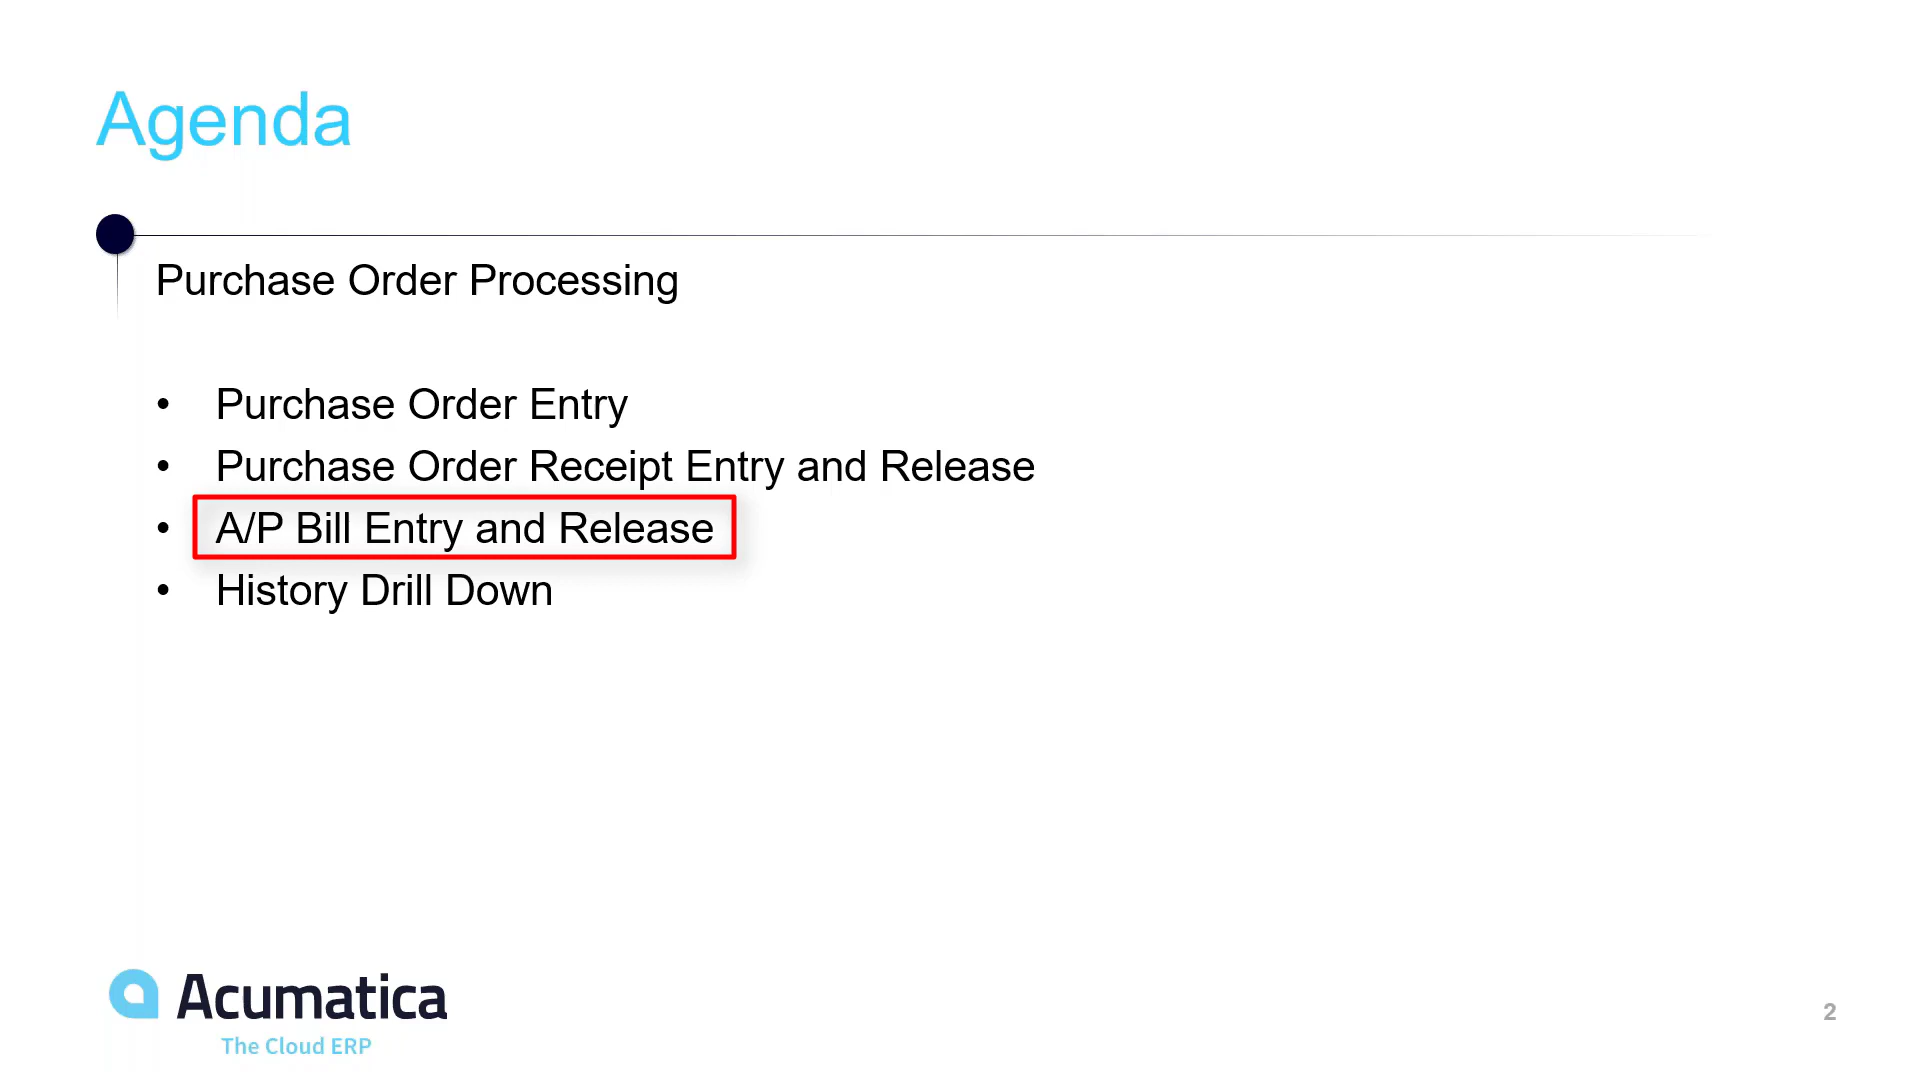 Agenda
Purchase Order Processing
• Purchase Order Entry
• Purchase Order Receipt Entry and Release
• A/P Bill Entry and Release
• History Drill Down
Acumatica
The Cloud ERP
2